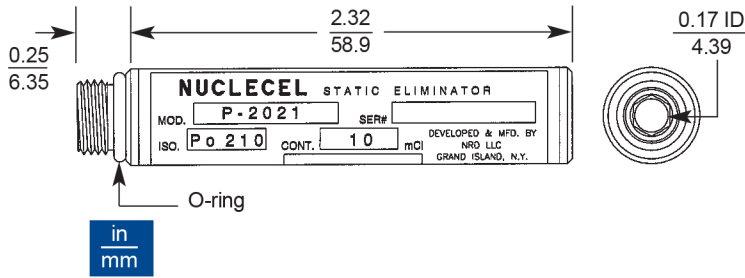 2.32
58.9
0.17 ID
4.39
0.25
6.35
NUCLECEL STATIC ELIMINATOR
MOD. P-2021 SER#
ISO. Po 210 CONT. 10 mCi
DEVELOPED & MFD. BY
NRD LLC
GRAND ISLAND, N.Y.
O-ring
in
mm